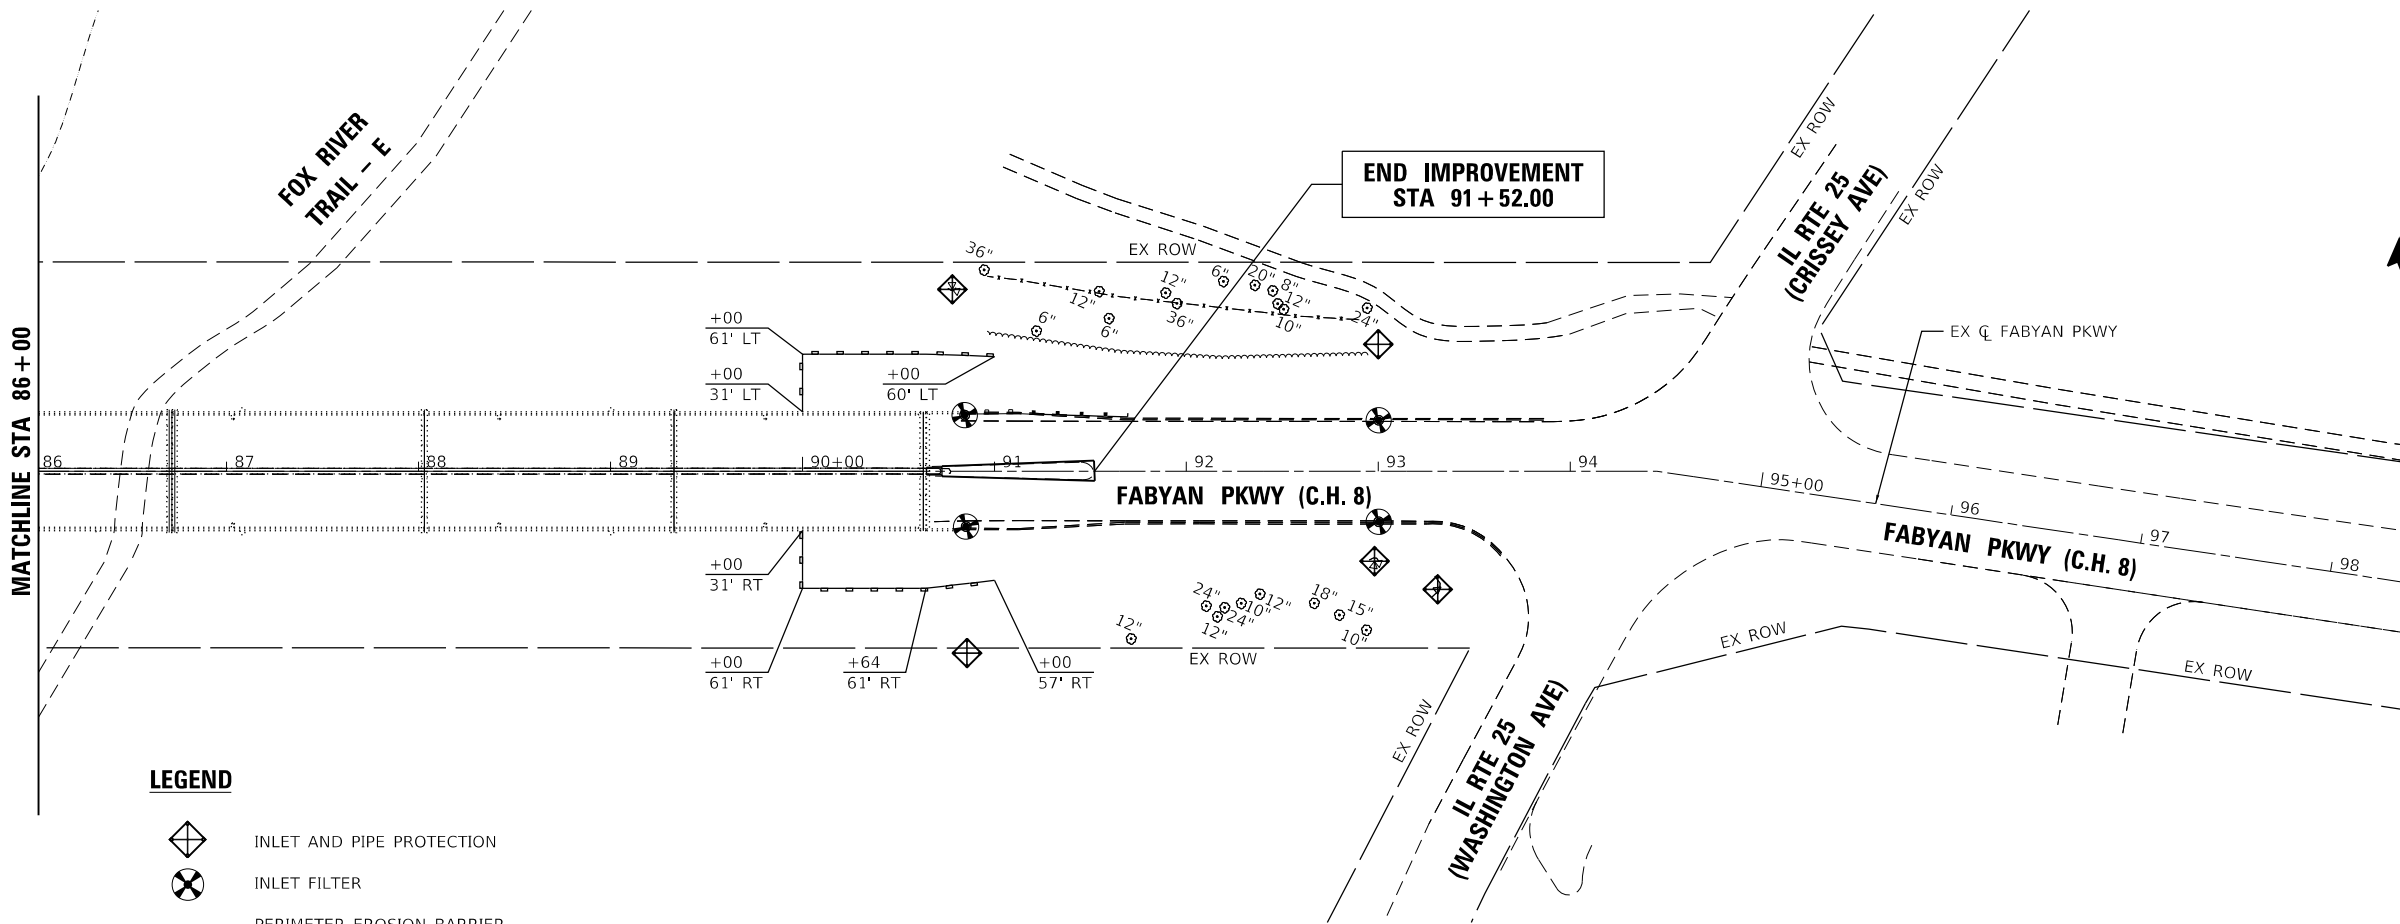 MATCHLINE STA 86+00
FOX RIVER
TRAIL - E
END IMPROVEMENT
STA 91+52.00
EX ROW
EX ROW
EX ROW
IL RTE 25
(CRISSEY AVE)
EX ℄ FABYAN PKWY
36"
12"
12"
36"
6"
20"
8"
12"
10"
24"
6"
6"
+00
61' LT
+00
31' LT
+00
60' LT
86
87
88
89
90+00
91
92
93
94
95+00
96
97
98
FABYAN PKWY (C.H. 8)
FABYAN PKWY (C.H. 8)
+00
31' RT
+00
61' RT
+64
61' RT
+00
57' RT
12"
24"
12"
24"
10"
12"
18"
15"
10"
EX ROW
EX ROW
EX ROW
EX ROW
IL RTE 25
(WASHINGTON AVE)
LEGEND
INLET AND PIPE PROTECTION
INLET FILTER
PERIMETER EROSION BARRIER